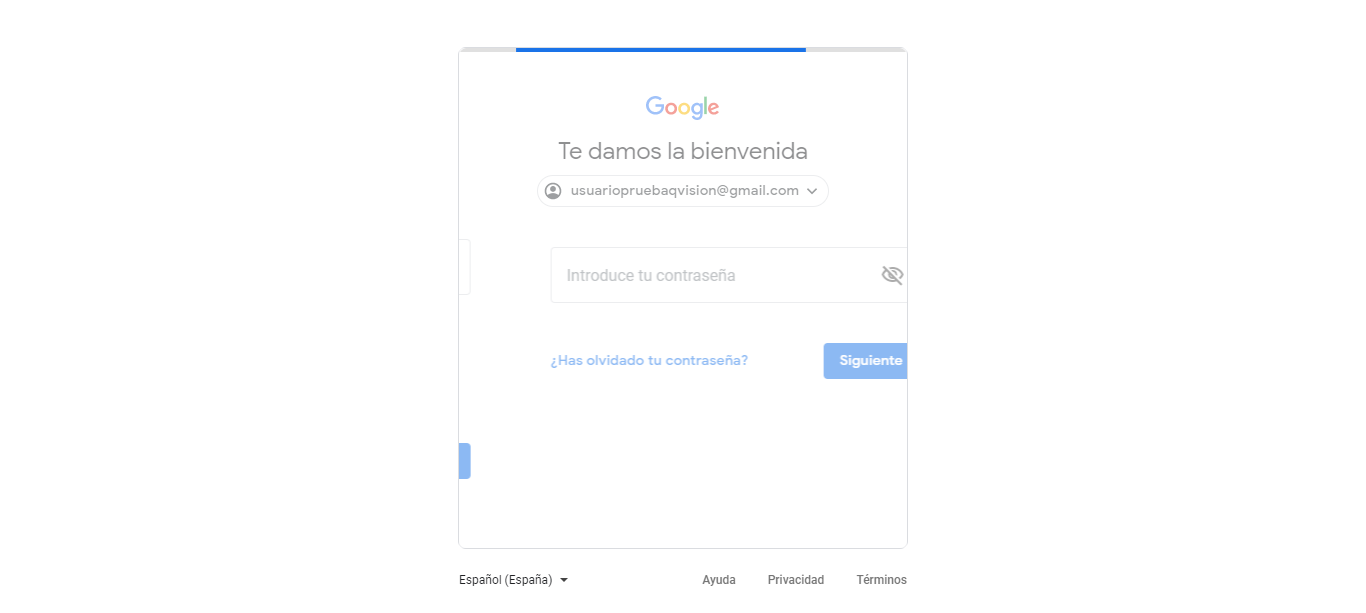 Google
Te damos la bienvenida
usuariopruebaqvision@gmail.com
Introduce tu contraseña
¿Has olvidado tu contraseña?
Siguiente
Español (España)
Ayuda
Privacidad
Términos